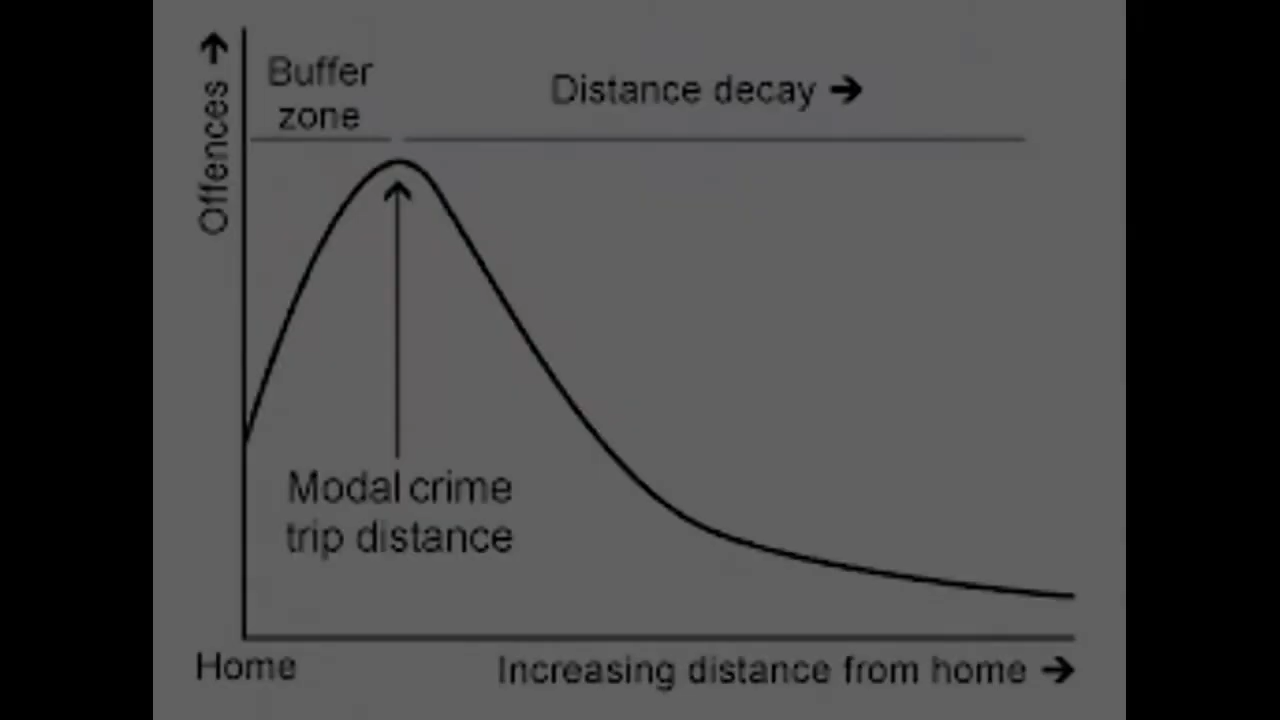 Offences ➔
Buffer
zone
Distance decay ➔
Modal crime
trip distance
Home
Increasing distance from home ➔